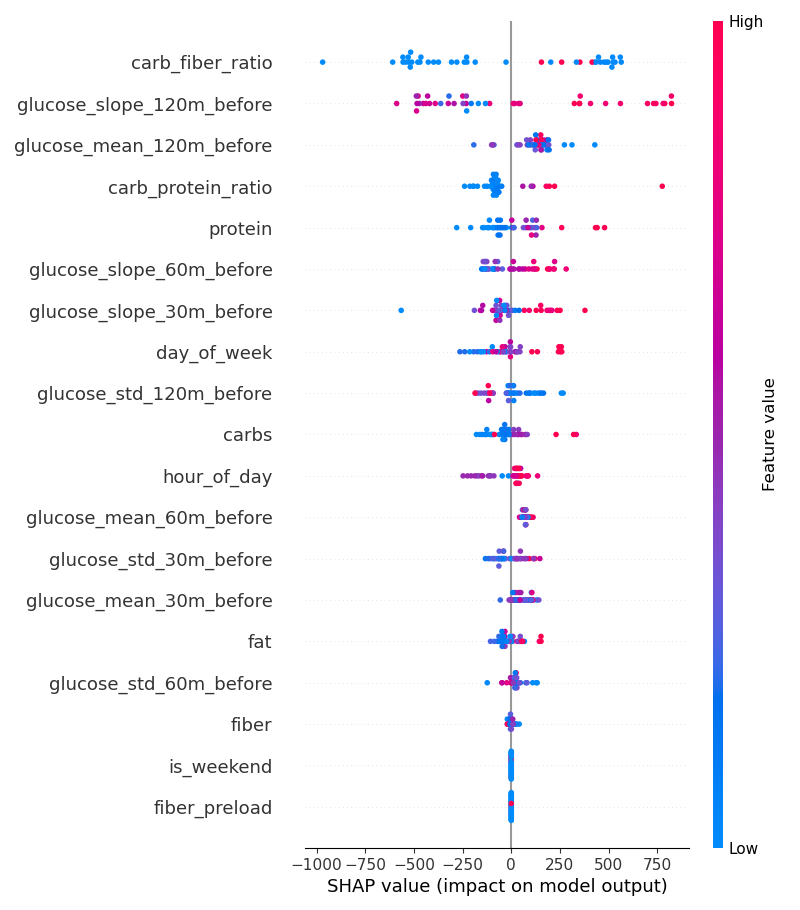 High
carb_fiber_ratio
glucose_slope_120m_before
glucose_mean_120m_before
carb_protein_ratio
protein
glucose_slope_60m_before
glucose_slope_30m_before
day_of_week
glucose_std_120m_before
carbs
hour_of_day
glucose_mean_60m_before
glucose_std_30m_before
glucose_mean_30m_before
fat
glucose_std_60m_before
fiber
is_weekend
fiber_preload
Feature value
Low
−1000 −750 −500 −250 0 250 500 750
SHAP value (impact on model output)